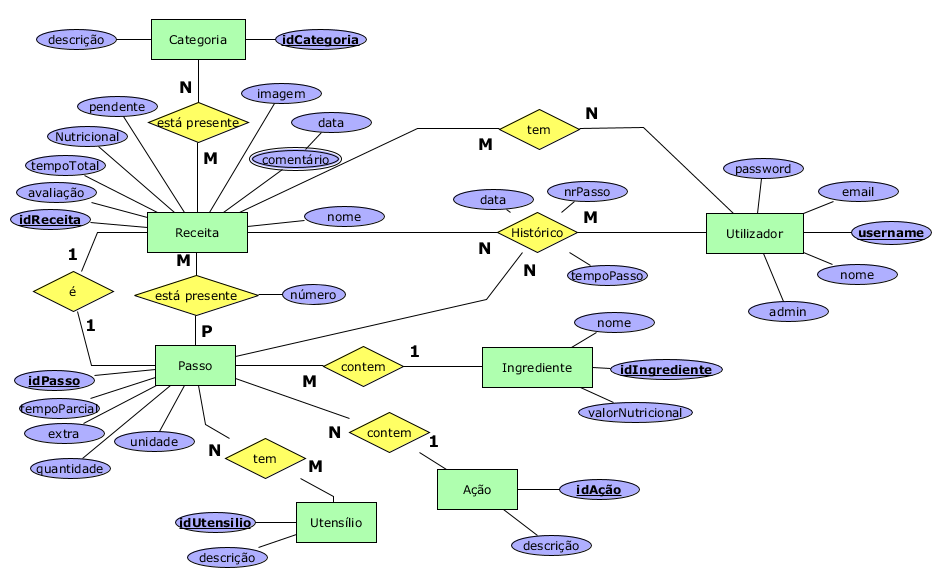 descrição
Categoria
idCategoria
N
está presente
M
pendente
imagem
data
Nutricional
comentário
tempoTotal
avaliação
idReceita
Receita
nome
tem
M
N
password
email
username
Utilizador
nome
admin
data
nrPasso
Histórico
M
N
N
tempoPasso
1
é
1
M
está presente
número
P
Passo
contem
1
M
nome
Ingrediente
idIngrediente
valorNutricional
idPasso
tempoParcial
extra
quantidade
unidade
N
tem
M
N
contem
1
Ação
idAção
descrição
idUtensilio
Utensílio
descrição